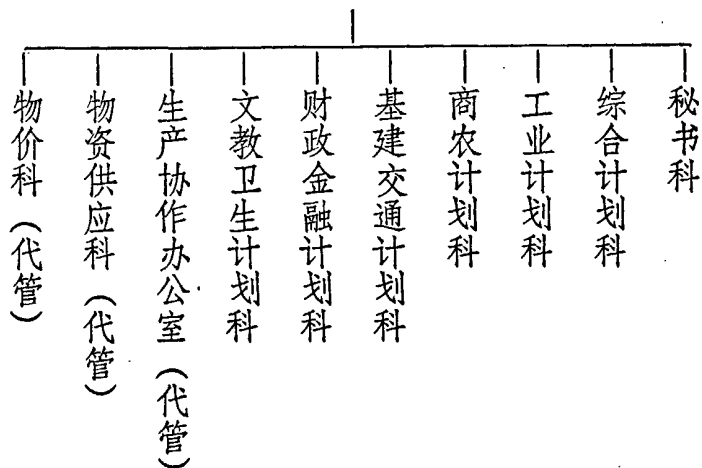 秘书科
综合计划科
工业计划科
商农计划科
基建交通计划科
财政金融计划科
文教卫生计划科
生产协作办公室（代管）
物资供应科（代管）
物价科（代管）